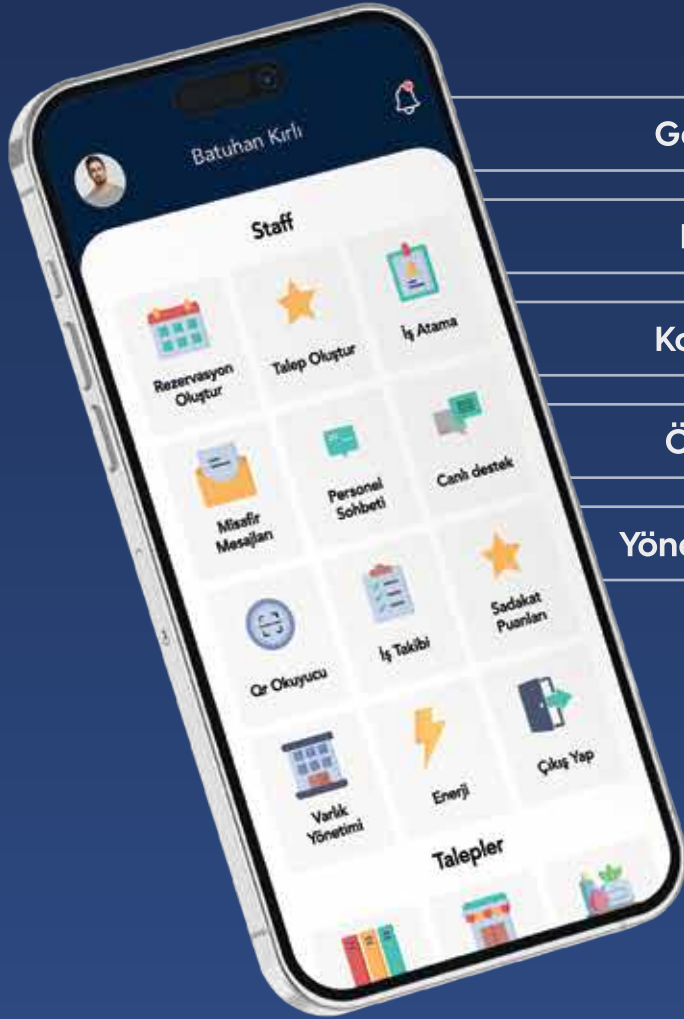 Batuhan Kırlı
Staff
Rezervasyon
Oluştur
Talep Oluştur
İş Atama
Misafir
Mesajları
Personel
Sohbeti
Canlı destek
Qr Okuyucu
İş Takibi
Sadakat
Puanları
Varlık
Yönetimi
Enerji
Çıkış Yap
Talepler